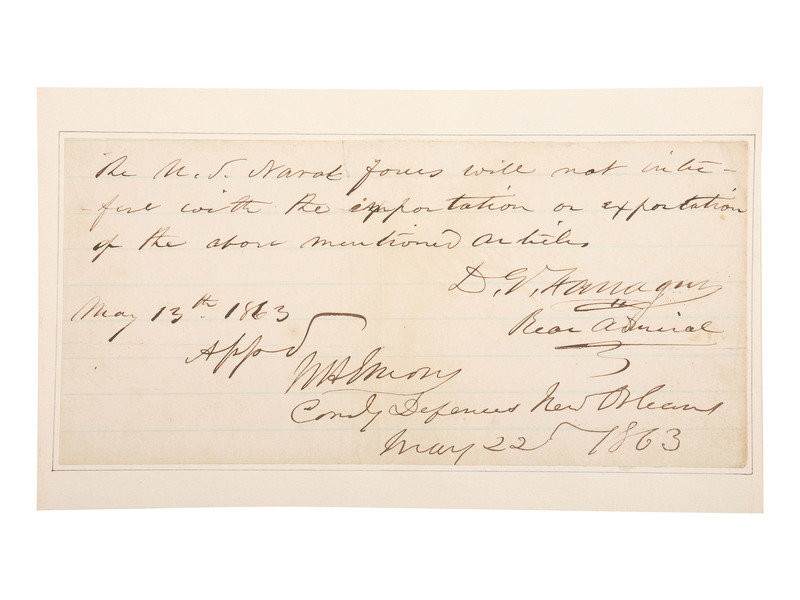 The U.S. Naval forces will not inter-
-fere with the importation or exportation
of the above mentioned articles
D. G. Farragut
Rear Admiral
May 13th. 1863
Appd
W H Emory
Comdg Defences New Orleans
May 22d 1863